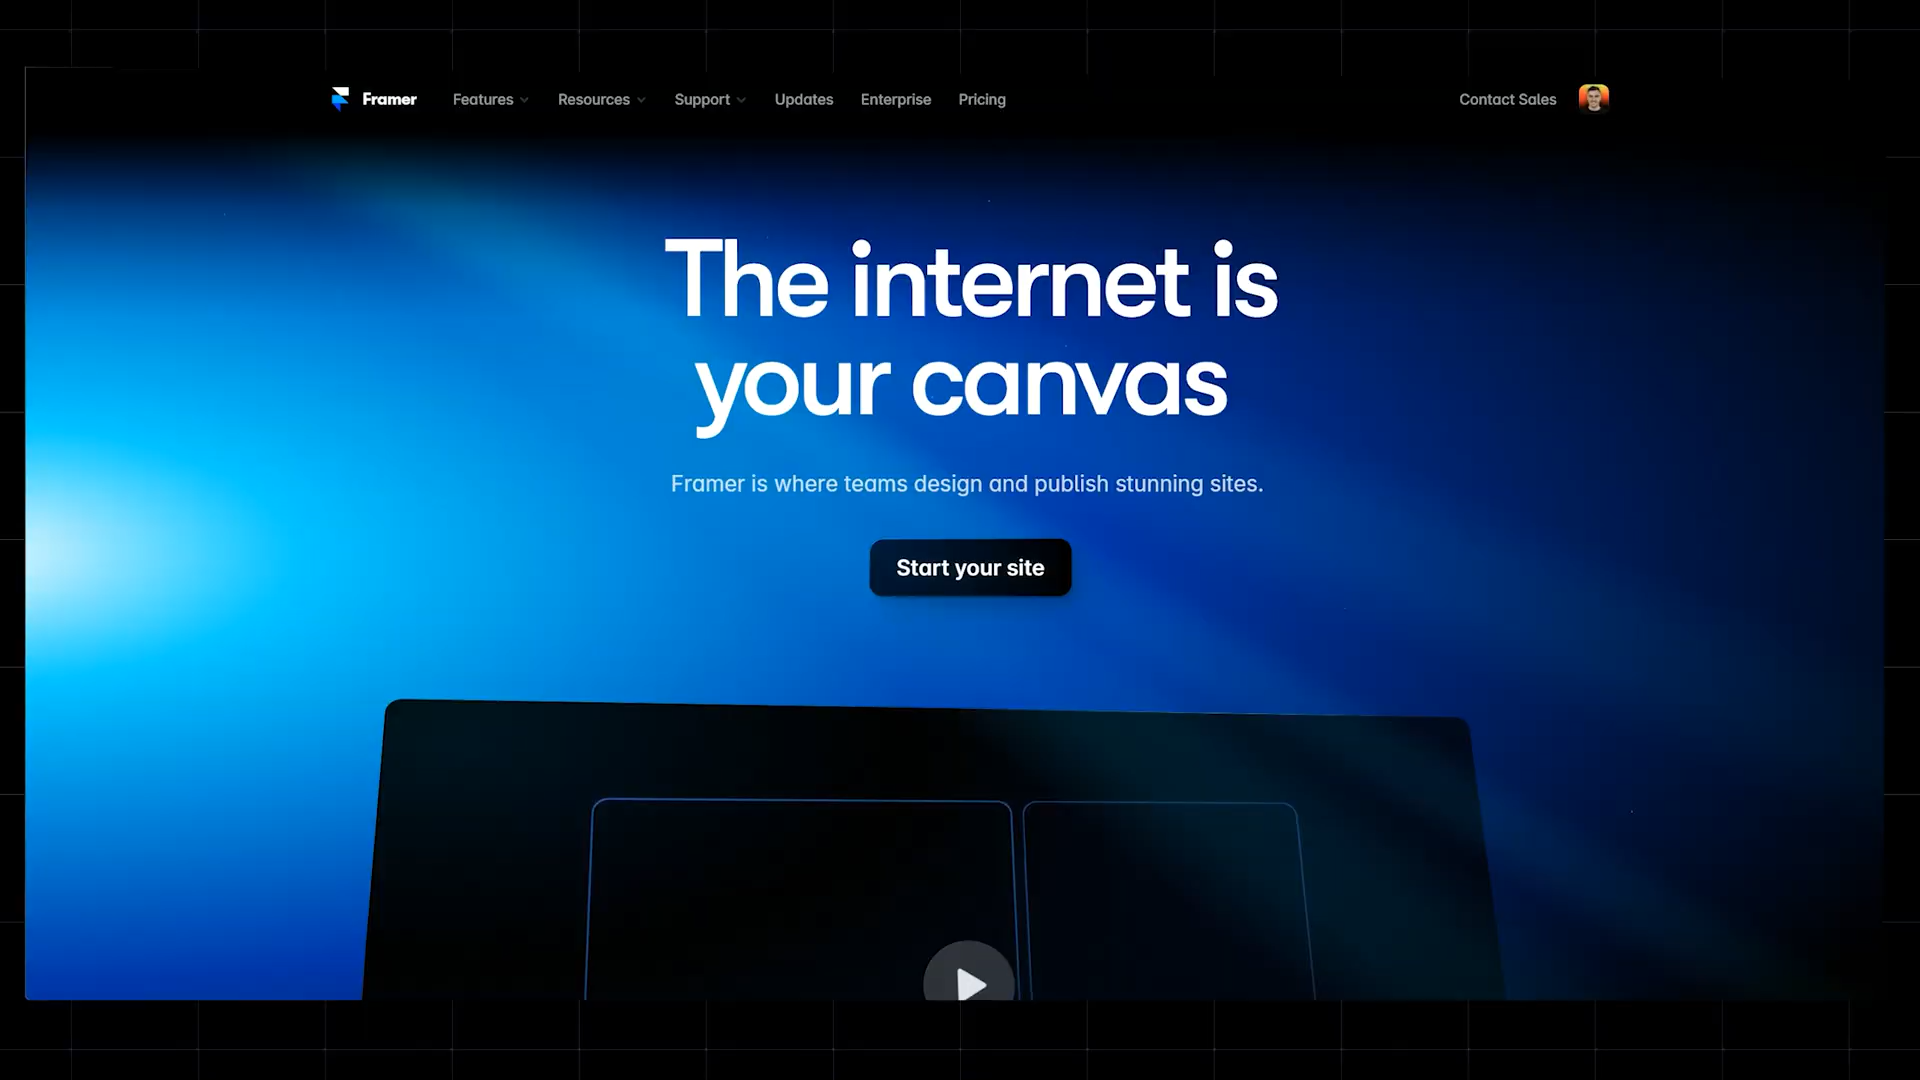 Framer Features Resources Support Updates Enterprise Pricing Contact Sales
The internet is
your canvas
Framer is where teams design and publish stunning sites.
Start your site